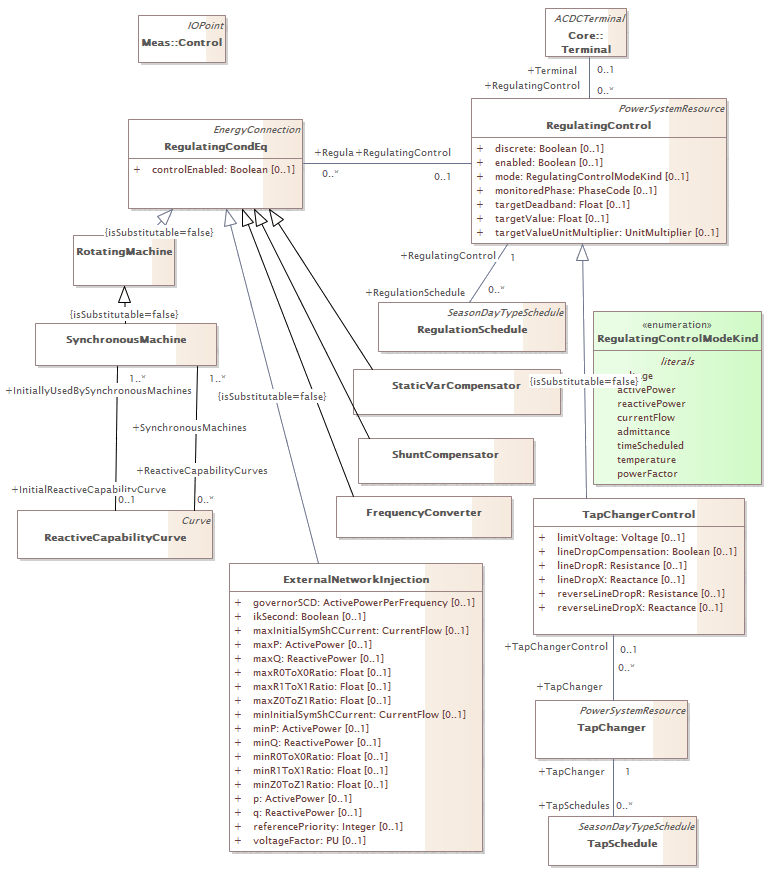 IOPoint
Meas::Control
ACDCTerminal
Core::
Terminal
+Terminal
0..1
+RegulatingControl
0..*
EnergyConnection
RegulatingCondEq
+ controlEnabled: Boolean [0..1]
+Regula
+RegulatingControl
0..*
0..1
PowerSystemResource
RegulatingControl
+ discrete: Boolean [0..1]
+ enabled: Boolean [0..1]
+ mode: RegulatingControlModeKind [0..1]
+ monitoredPhase: PhaseCode [0..1]
+ targetDeadband: Float [0..1]
+ targetValue: Float [0..1]
+ targetValueUnitMultiplier: UnitMultiplier [0..1]
{isSubstitutable=false}
RotatingMachine
{isSubstitutable=false}
SynchronousMachine
1..*
1..*
+InitiallyUsedBySynchronousMachines
+SynchronousMachines
+ReactiveCapabilityCurves
+InitialReactiveCapabilityCurve
0..1
0..*
Curve
ReactiveCapabilityCurve
+RegulatingControl
1
+RegulationSchedule
0..*
SeasonDayTypeSchedule
RegulationSchedule
«enumeration»
RegulatingControlModeKind
literals
activePower
reactivePower
currentFlow
admittance
timeScheduled
temperature
powerFactor
StaticVarCompensator
{isSubstitutable=false}
{isSubstitutable=false}
ShuntCompensator
FrequencyConverter
TapChangerControl
+ limitVoltage: Voltage [0..1]
+ lineDropCompensation: Boolean [0..1]
+ lineDropR: Resistance [0..1]
+ lineDropX: Reactance [0..1]
+ reverseLineDropR: Resistance [0..1]
+ reverseLineDropX: Reactance [0..1]
ExternalNetworkInjection
+ governorSCD: ActivePowerPerFrequency [0..1]
+ ikSecond: Boolean [0..1]
+ maxInitialSymShCCurrent: CurrentFlow [0..1]
+ maxP: ActivePower [0..1]
+ maxQ: ReactivePower [0..1]
+ maxR0ToX0Ratio: Float [0..1]
+ maxR1ToX1Ratio: Float [0..1]
+ maxZ0ToZ1Ratio: Float [0..1]
+ minInitialSymShCCurrent: CurrentFlow [0..1]
+ minP: ActivePower [0..1]
+ minQ: ReactivePower [0..1]
+ minR0ToX0Ratio: Float [0..1]
+ minR1ToX1Ratio: Float [0..1]
+ minZ0ToZ1Ratio: Float [0..1]
+ p: ActivePower [0..1]
+ q: ReactivePower [0..1]
+ referencePriority: Integer [0..1]
+ voltageFactor: PU [0..1]
+TapChangerControl
0..1
0..*
+TapChanger
PowerSystemResource
TapChanger
+TapChanger
1
+TapSchedules
0..*
SeasonDayTypeSchedule
TapSchedule